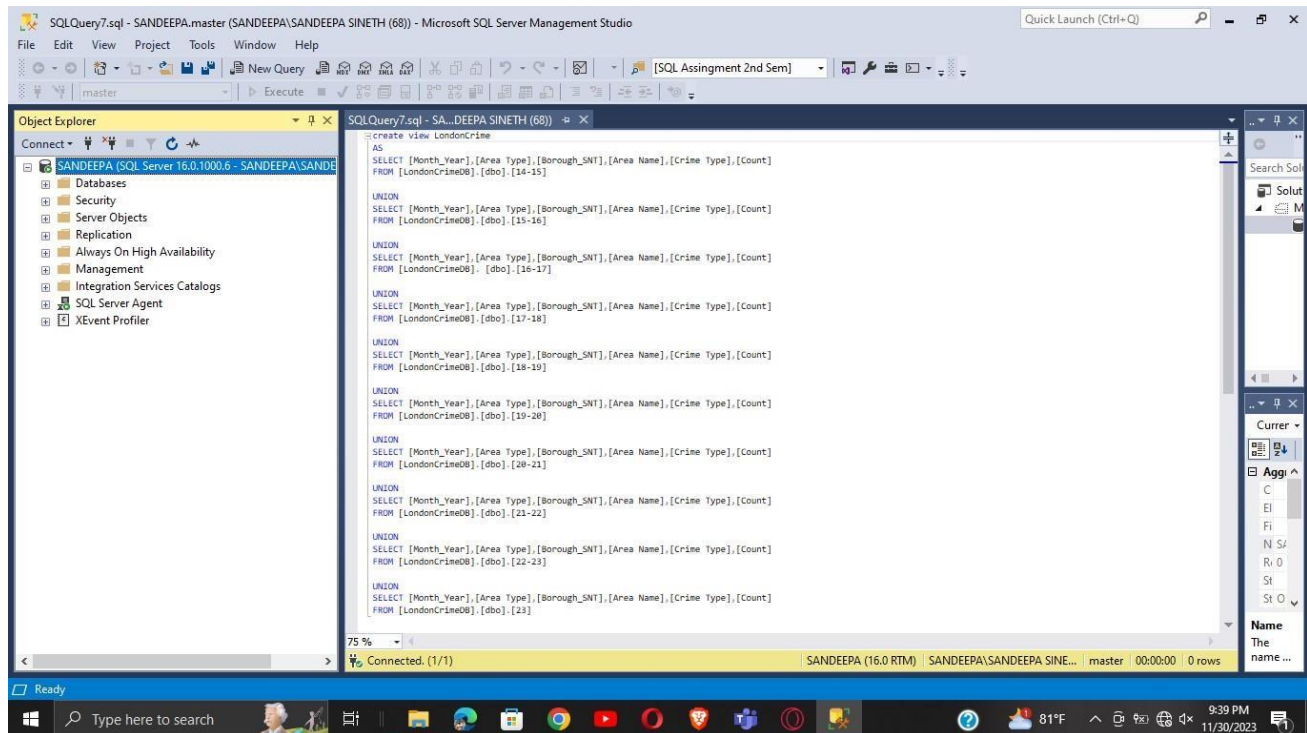 SQLQuery7.sql - SANDEEPA.master (SANDEEPA\SANDEEPA SINETH (68)) - Microsoft SQL Server Management Studio
Quick Launch (Ctrl+Q)
File Edit View Project Tools Window Help
New Query MDX DMX XMLA DAX [SQL Assingment 2nd Sem]
master Execute
Object Explorer
Connect
SANDEEPA (SQL Server 16.0.1000.6 - SANDEEPA\SANDE
Databases
Security
Server Objects
Replication
Always On High Availability
Management
Integration Services Catalogs
SQL Server Agent
XEvent Profiler
SQLQuery7.sql - SA...DEEPA SINETH (68))
create view LondonCrime
AS
SELECT [Month_Year],[Area Type],[Borough_SNT],[Area Name],[Crime Type],[Count]
FROM [LondonCrimeDB].[dbo].[14-15]
UNION
SELECT [Month_Year],[Area Type],[Borough_SNT],[Area Name],[Crime Type],[Count]
FROM [LondonCrimeDB].[dbo].[15-16]
UNION
SELECT [Month_Year],[Area Type],[Borough_SNT],[Area Name],[Crime Type],[Count]
FROM [LondonCrimeDB]. [dbo].[16-17]
UNION
SELECT [Month_Year],[Area Type],[Borough_SNT],[Area Name],[Crime Type],[Count]
FROM [LondonCrimeDB].[dbo].[17-18]
UNION
SELECT [Month_Year],[Area Type],[Borough_SNT],[Area Name],[Crime Type],[Count]
FROM [LondonCrimeDB].[dbo].[18-19]
UNION
SELECT [Month_Year],[Area Type],[Borough_SNT],[Area Name],[Crime Type],[Count]
FROM [LondonCrimeDB].[dbo].[19-20]
UNION
SELECT [Month_Year],[Area Type],[Borough_SNT],[Area Name],[Crime Type],[Count]
FROM [LondonCrimeDB].[dbo].[20-21]
UNION
SELECT [Month_Year],[Area Type],[Borough_SNT],[Area Name],[Crime Type],[Count]
FROM [LondonCrimeDB].[dbo].[21-22]
UNION
SELECT [Month_Year],[Area Type],[Borough_SNT],[Area Name],[Crime Type],[Count]
FROM [LondonCrimeDB].[dbo].[22-23]
UNION
SELECT [Month_Year],[Area Type],[Borough_SNT],[Area Name],[Crime Type],[Count]
FROM [LondonCrimeDB].[dbo].[23]
75 %
Connected. (1/1)
SANDEEPA (16.0 RTM) SANDEEPA\SANDEEPA SINE... master 00:00:00 0 rows
Search Sol
Solut
M
Currer
Aggr
C
El
Fi
N SA
R 0
St
St O
Name
The
name ...
Ready
Type here to search
81°F
9:39 PM
11/30/2023